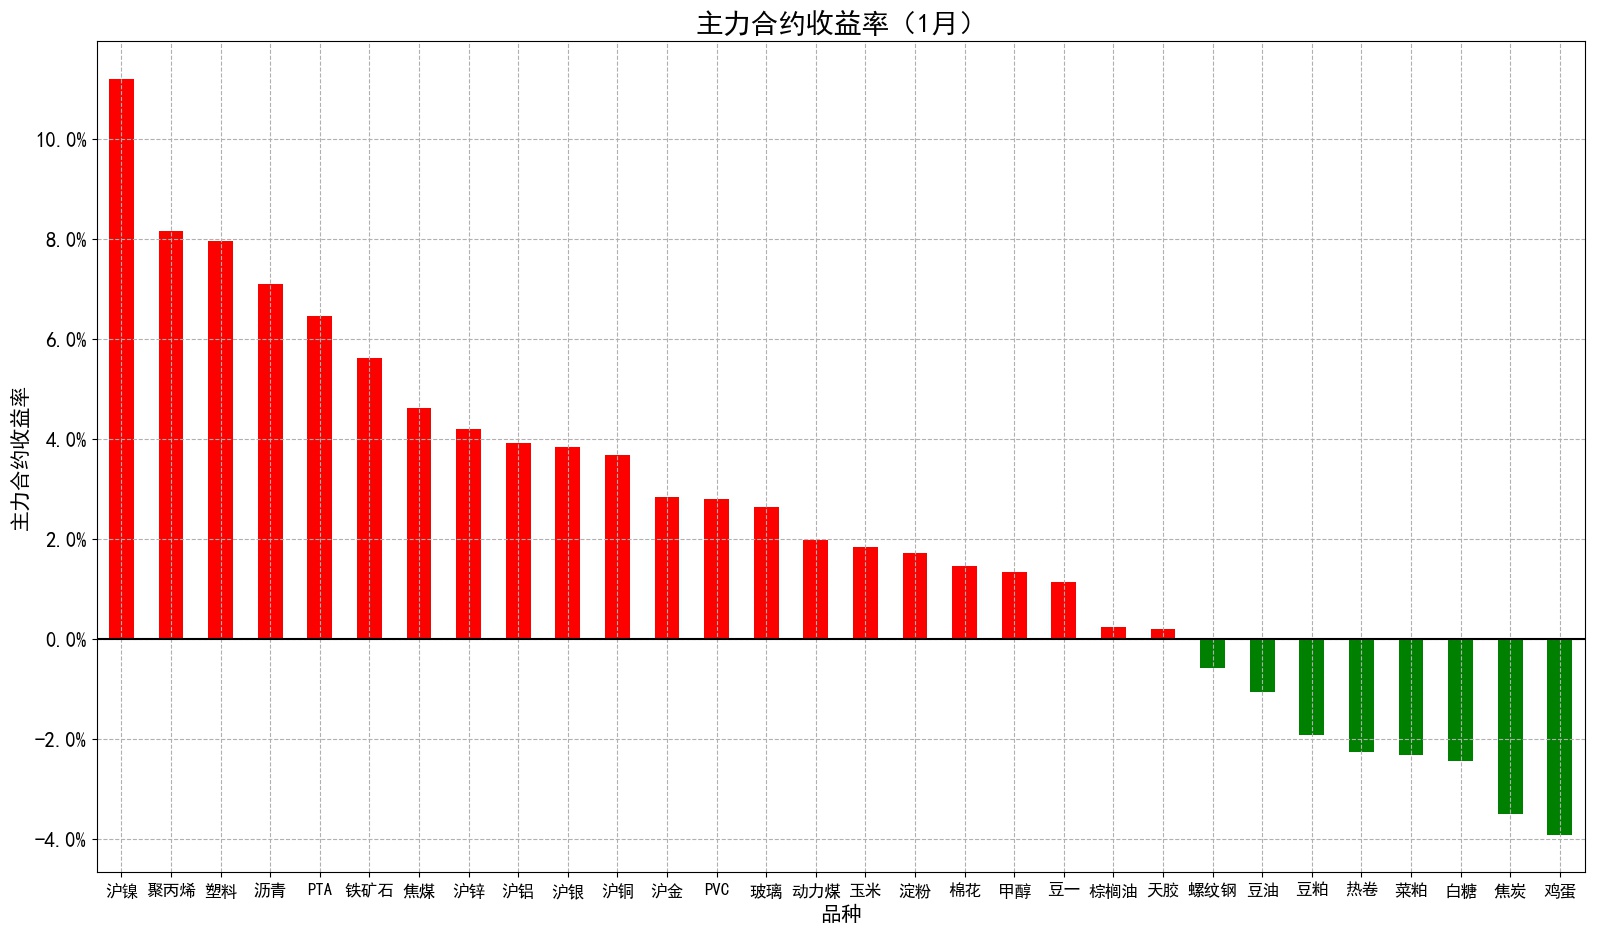 主力合约收益率（1月）
主力合约收益率
10.0%
8.0%
6.0%
4.0%
2.0%
0.0%
−2.0%
−4.0%
沪镍 聚丙烯 塑料 沥青 PTA 铁矿石 焦煤 沪锌 沪铝 沪银 沪铜 沪金 PVC 玻璃 动力煤 玉米 淀粉 棉花 甲醇 豆一 棕榈油 天胶 螺纹钢 豆油 豆粕 热卷 菜粕 白糖 焦炭 鸡蛋
品种